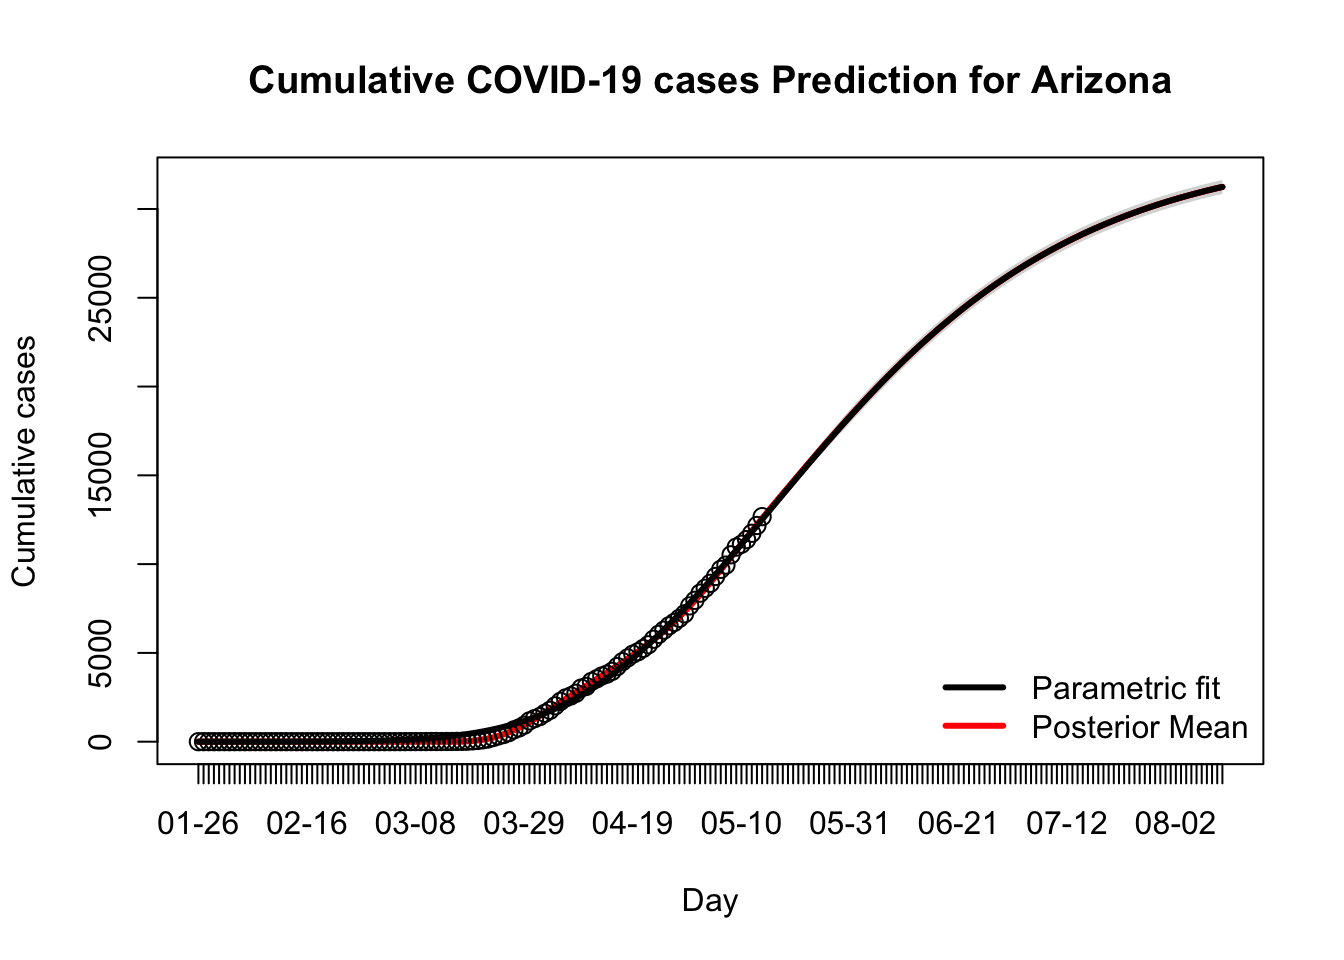 Cumulative COVID-19 cases Prediction for Arizona
Cumulative cases
25000
15000
5000
0
Parametric fit
Posterior Mean
01-26 02-16 03-08 03-29 04-19 05-10 05-31 06-21 07-12 08-02
Day